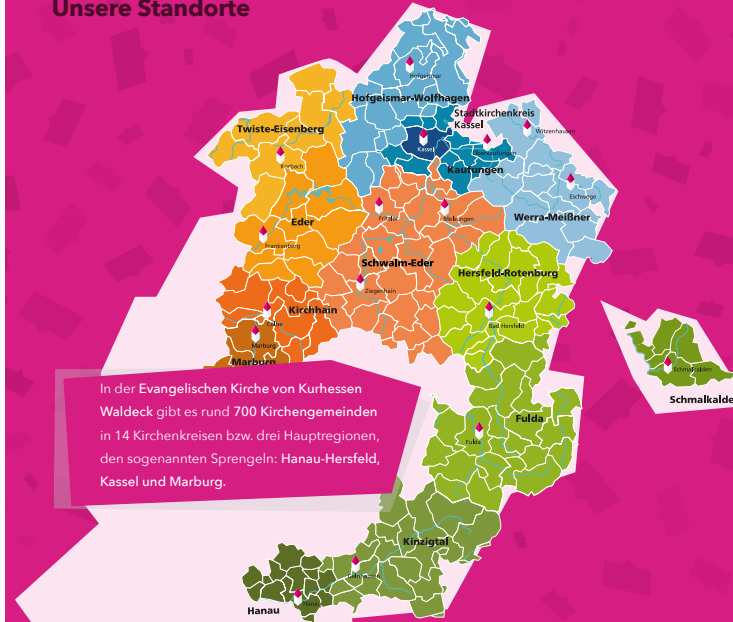 Unsere Standorte
Hofgeismar
Hofgeismar-Wolfhagen
Stadtkirchenkreis
Kassel
Twiste-Eisenberg
Witzenhausen
Kassel
Oberkaufungen
Korbach
Kaufungen
Eschwege
Fritzlar
Melsungen
Werra-Meißner
Eder
Frankenberg
Schwalm-Eder
Hersfeld-Rotenburg
Ziegenhain
Kirchhain
Cölbe
Bad Hersfeld
Marburg
Marburg
Schmalkalden
Schmalkalde
In der Evangelischen Kirche von Kurhessen
Waldeck gibt es rund 700 Kirchengemeinden
in 14 Kirchenkreisen bzw. drei Hauptregionen,
den sogenannten Sprengeln: Hanau-Hersfeld,
Kassel und Marburg.
Fulda
Fulda
Kinzigtal
Hanau
Hanau